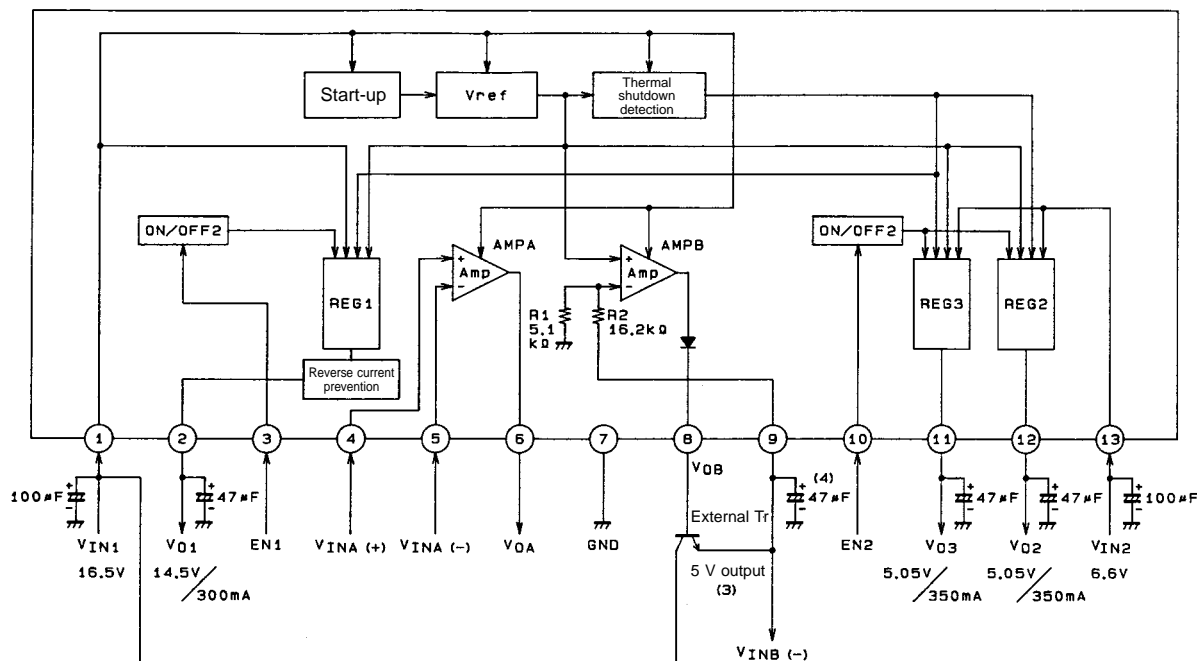 Start-up
Vref
Thermal
shutdown
detection
ON/OFF2
AMPA
Amp
AMPB
Amp
ON/OFF2
REG1
REG3
REG2
R1
5.1
kΩ
R2
16.2kΩ
Reverse current
prevention
1
2
3
4
5
6
7
8
9
10
11
12
13
100µF
+
-
47µF
+
-
VOB
(4)
47µF
+
-
47µF
+
-
47µF
+
-
100µF
+
-
External Tr
VIN1
16.5V
VO1
14.5V/300mA
EN1
VINA (+)
VINA (-)
VOA
GND
5 V output
(3)
VINB (-)
EN2
VO3
5.05V/350mA
VO2
5.05V/350mA
VIN2
6.6V